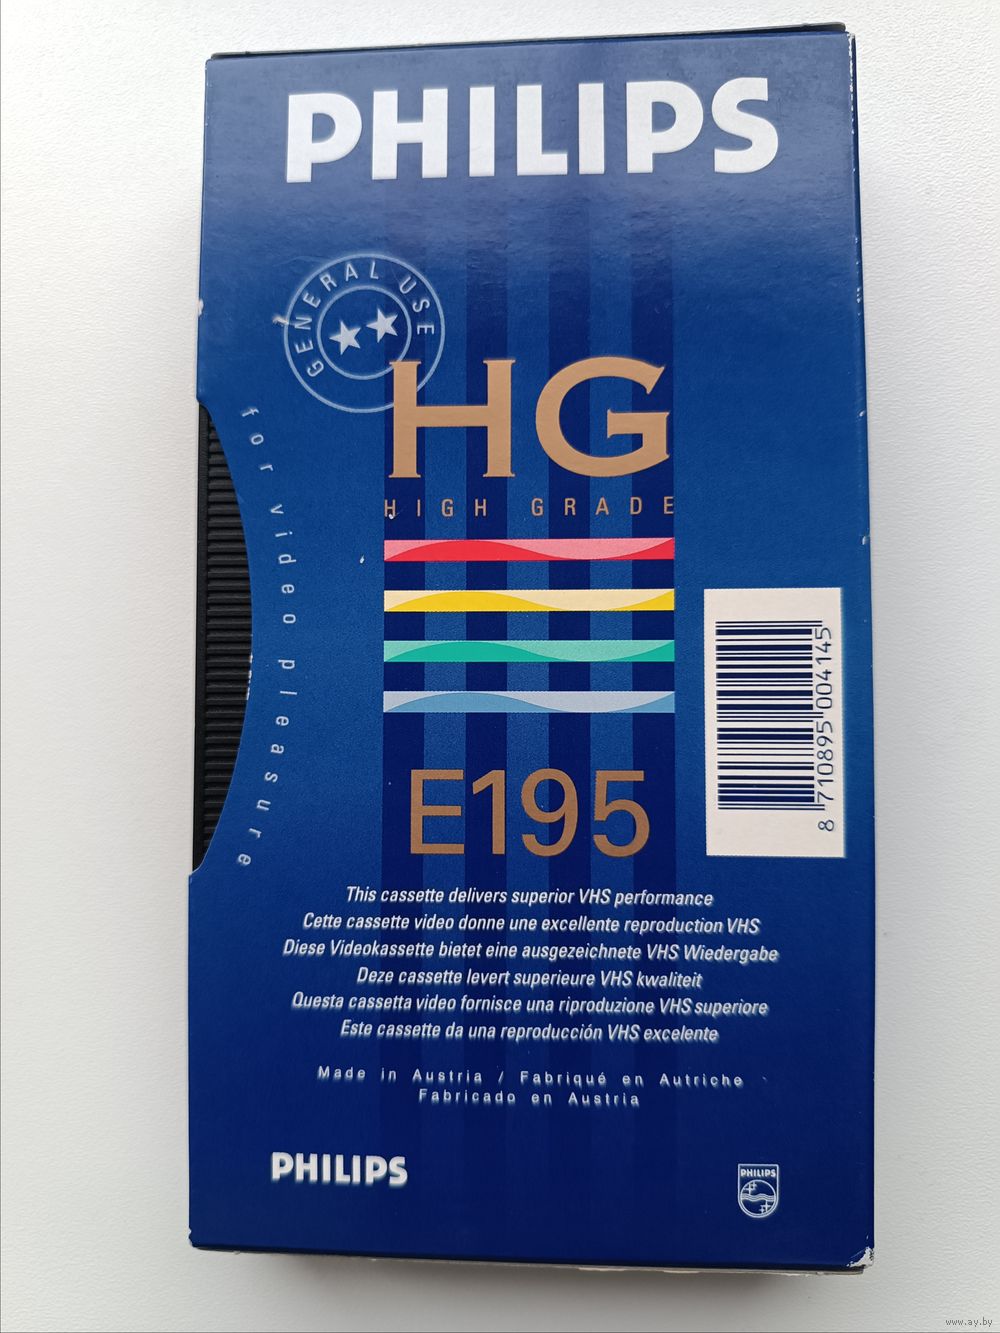 PHILIPS
GENERAL USE
HG
HIGH GRADE
for video pleasure
E195
8 710895 004145
This cassette delivers superior VHS performance
Cette cassette video donne une excellente reproduction VHS
Diese Videokassette bietet eine ausgezeichnete VHS Wiedergabe
Deze cassette levert superieure VHS kwaliteit
Questa cassetta video fornisce una riproduzione VHS superiore
Este cassette da una reproducción VHS excelente
Made in Austria / Fabriqué en Autriche
Fabricado en Austria
PHILIPS
PHILIPS
www.ay.by